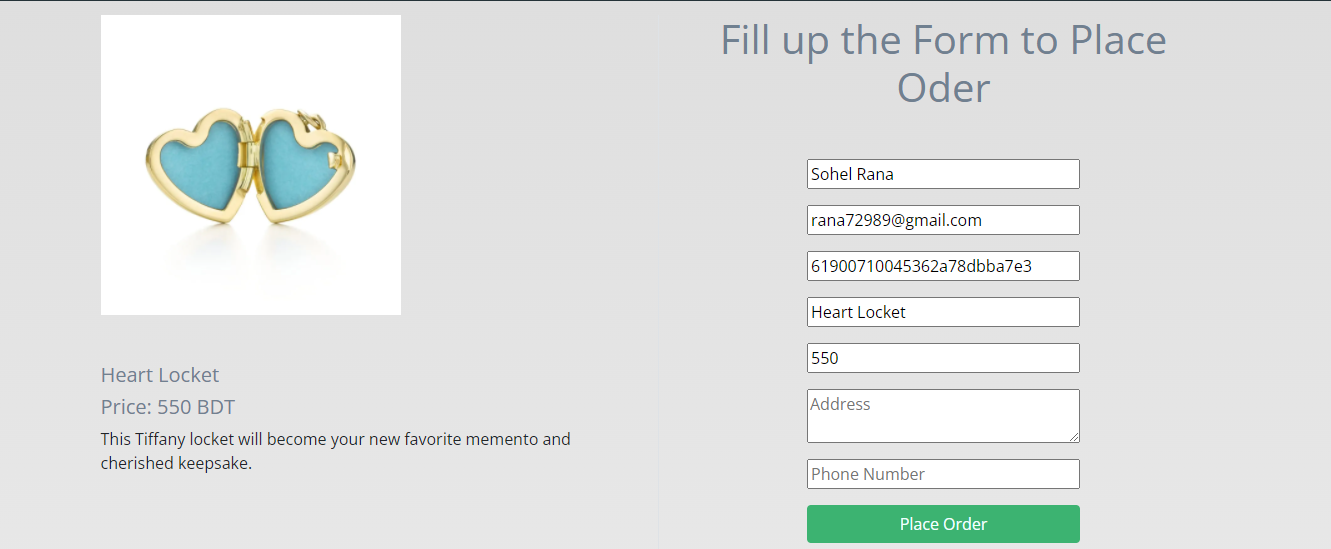 Heart Locket
Price: 550 BDT
This Tiffany locket will become your new favorite memento and
cherished keepsake.
Fill up the Form to Place
Oder
Sohel Rana
rana72989@gmail.com
61900710045362a78dbba7e3
Heart Locket
550
Address
Phone Number
Place Order